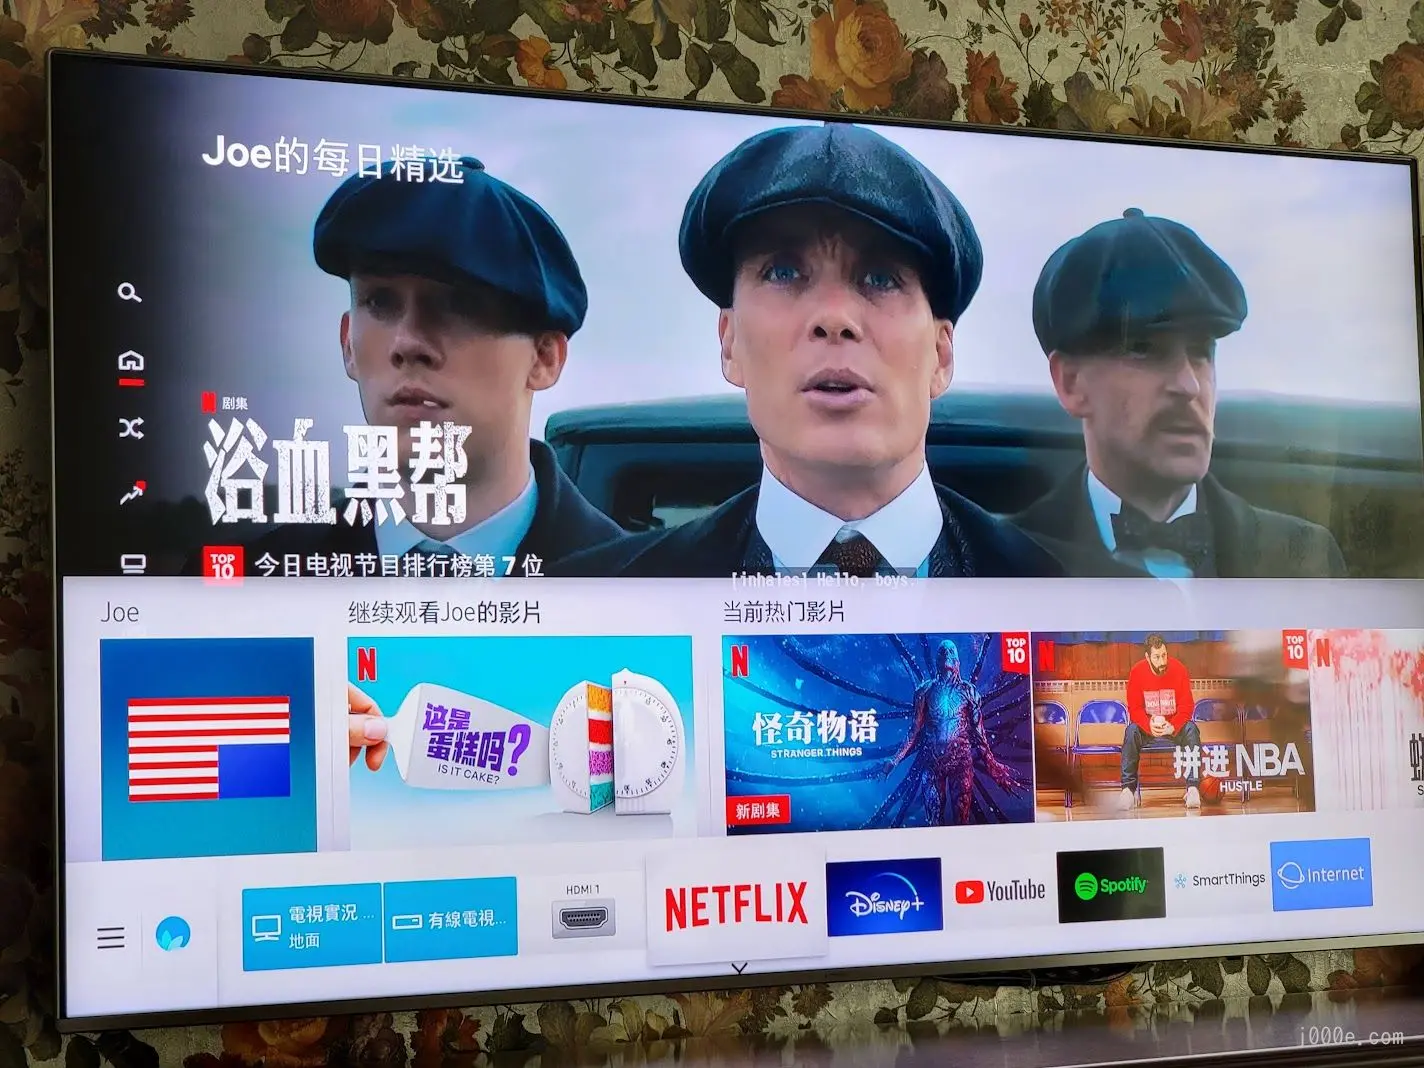 Joe的每日精选
N 剧集
浴血黑帮
TOP 10 今日电视节目排行榜第 7 位
[inhales] Hello, boys.
Joe
继续观看Joe的影片
当前热门影片
N
这是
蛋糕吗?
IS IT CAKE?
N
TOP 10
怪奇物语
STRANGER THINGS
新剧集
N
TOP 10
拼进 NBA
HUSTLE
N
電視實況 ...
地面
有線電視...
HDMI 1
NETFLIX
Disney+
YouTube
Spotify
SmartThings
Internet
j000e.com